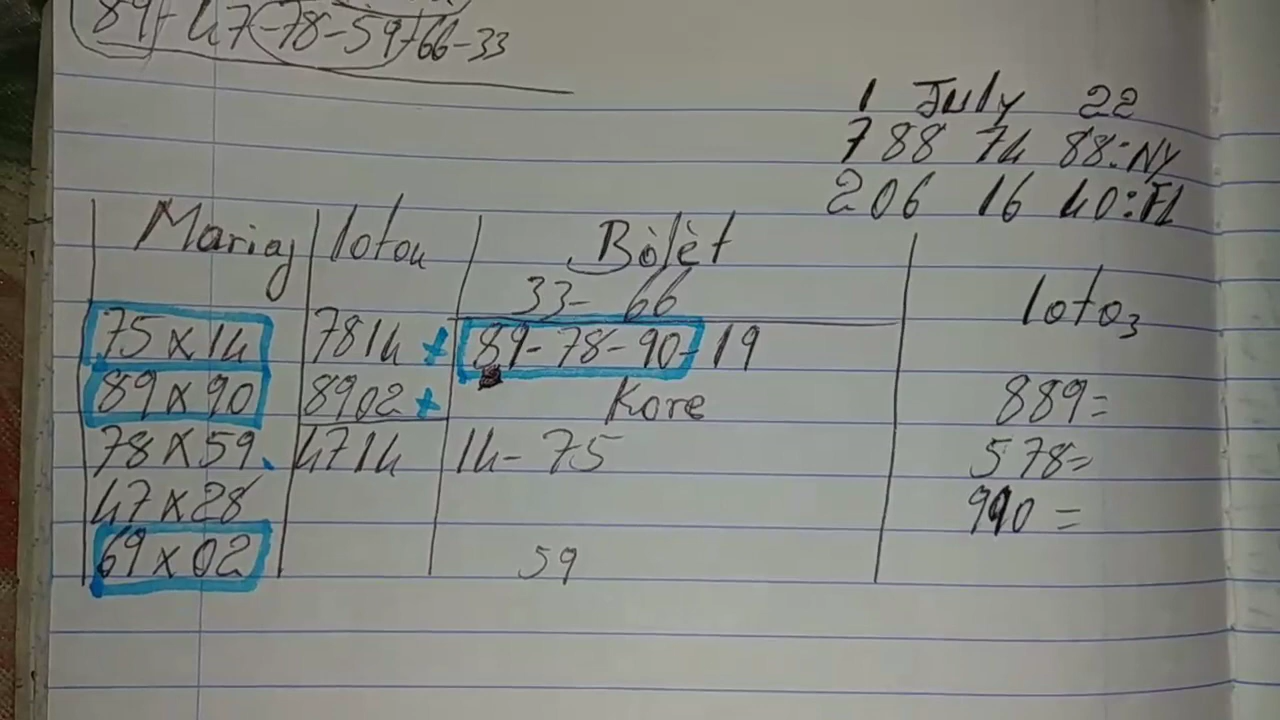 89-47-78-59+66-33
1 July 22
788 74 88:NY
206 16 40:FL
Mariaj loto4 Bòlèt loto3
33- 66
75x14 7814 + 89-78-90-19
89x90 8902+ Kore 889=
78x59. 4714 14-75 578=
47x28 990=
69x02 59